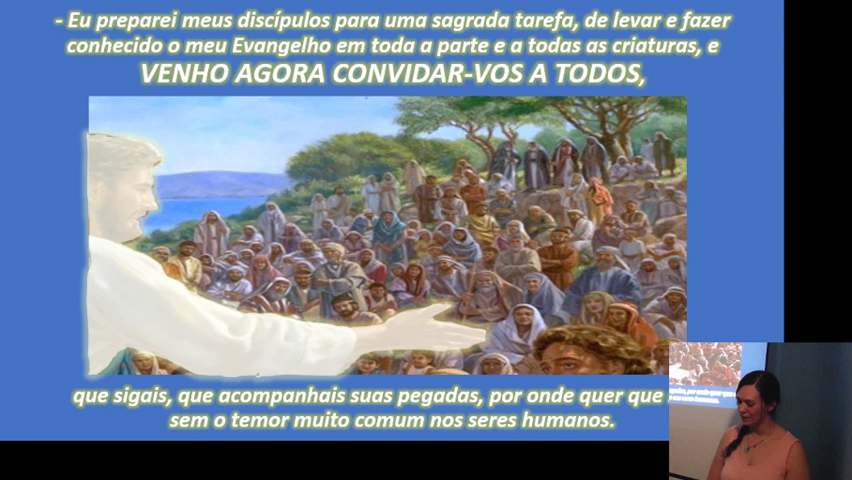 - Eu preparei meus discípulos para uma sagrada tarefa, de levar e fazer
conhecido o meu Evangelho em toda a parte e a todas as criaturas, e
VENHO AGORA CONVIDAR-VOS A TODOS,
que sigais, que acompanhais suas pegadas, por onde quer que
sem o temor muito comum nos seres humanos.